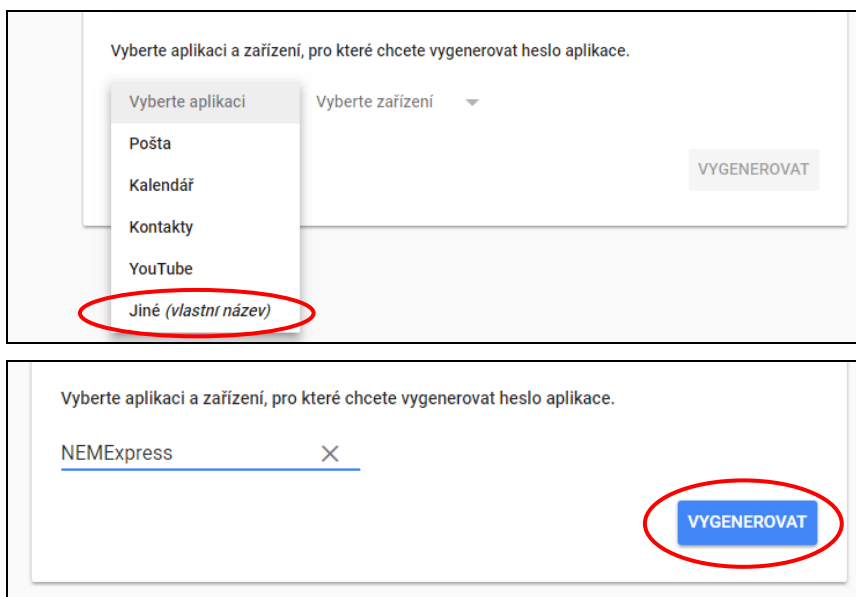 Vyberte aplikaci a zařízení, pro které chcete vygenerovat heslo aplikace.
Vyberte aplikaci Vyberte zařízení
Pošta
Kalendář
VYGENEROVAT
Kontakty
YouTube
Jiné (vlastní název)
Vyberte aplikaci a zařízení, pro které chcete vygenerovat heslo aplikace.
NEMExpress
VYGENEROVAT